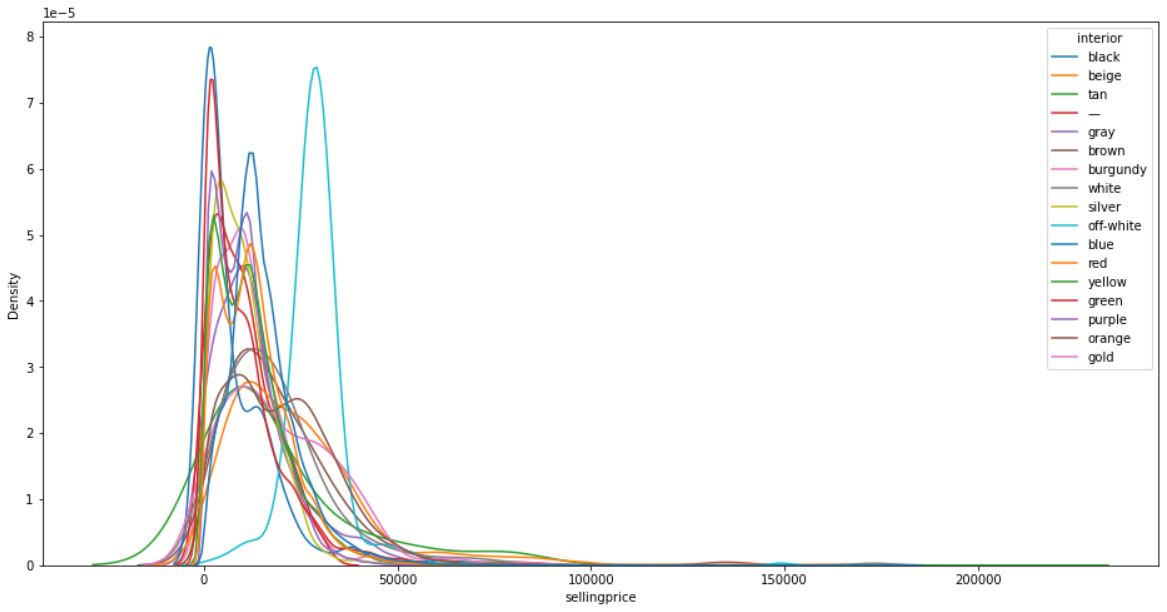 1e−5
8
7
6
5
4
3
2
1
0
Density
0
50000
100000
150000
200000
sellingprice
interior
black
beige
tan
—
gray
brown
burgundy
white
silver
off-white
blue
red
yellow
green
purple
orange
gold